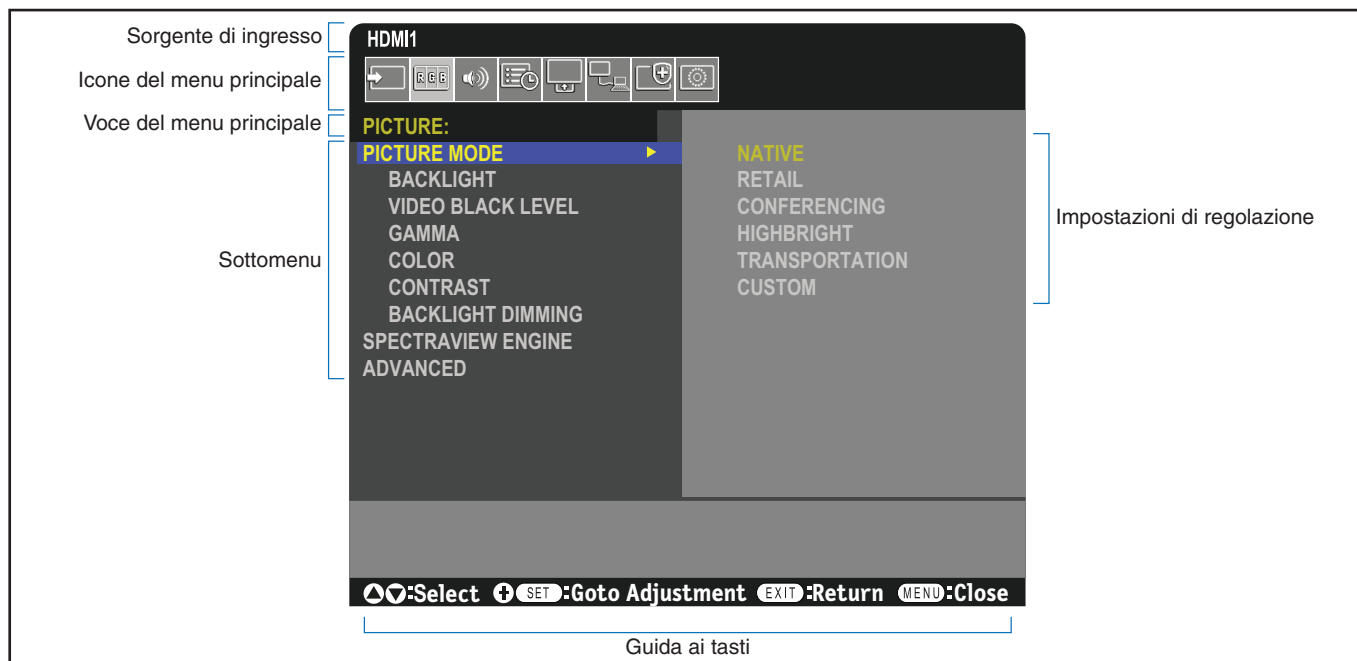 Sorgente di ingresso
HDMI1
Icone del menu principale
RGB
Voce del menu principale
PICTURE:
Sottomenu
PICTURE MODE
BACKLIGHT
VIDEO BLACK LEVEL
GAMMA
COLOR
CONTRAST
BACKLIGHT DIMMING
SPECTRAVIEW ENGINE
ADVANCED
NATIVE
RETAIL
CONFERENCING
HIGHBRIGHT
TRANSPORTATION
CUSTOM
Impostazioni di regolazione
:Select SET:Goto Adjustment EXIT:Return MENU:Close
Guida ai tasti